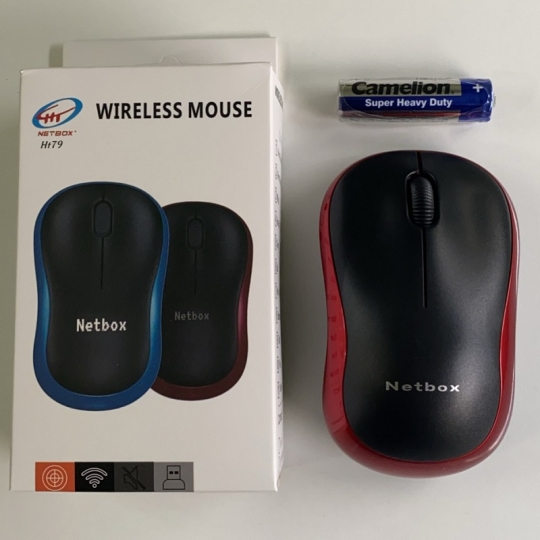 NETBOX
Ht79
WIRELESS MOUSE
Netbox
Netbox
Camelion
+
Super Heavy Duty
Netbox